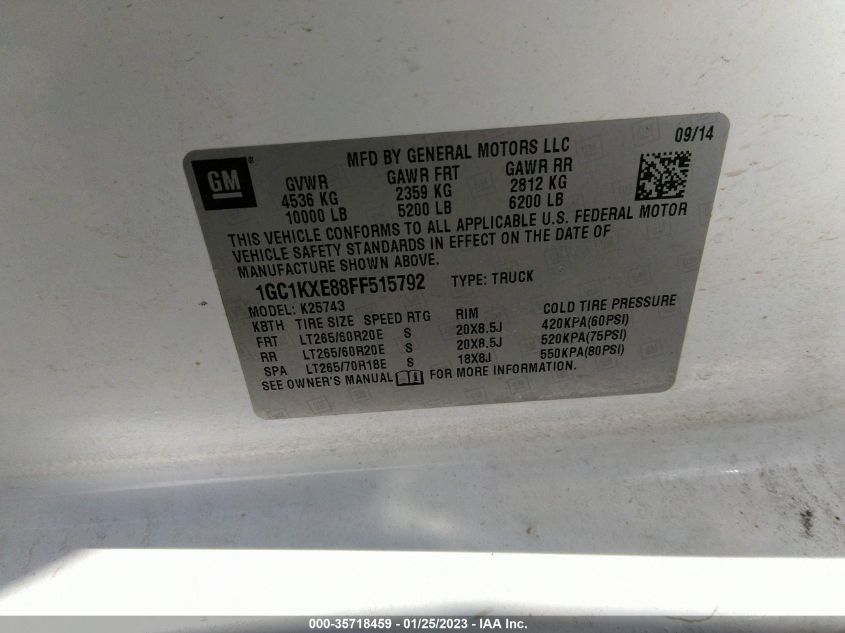 09/14
MFD BY GENERAL MOTORS LLC
GM
GVWR GAWR FRT GAWR RR
4536 KG 2359 KG 2812 KG
10000 LB 5200 LB 6200 LB
THIS VEHICLE CONFORMS TO ALL APPLICABLE U.S. FEDERAL MOTOR
VEHICLE SAFETY STANDARDS IN EFFECT ON THE DATE OF
MANUFACTURE SHOWN ABOVE.
1GC1KXE88FF515792 TYPE: TRUCK
MODEL: K25743
KBTH TIRE SIZE SPEED RTG RIM COLD TIRE PRESSURE
FRT LT265/60R20E S 20X8.5J 420KPA(60PSI)
RR LT265/60R20E S 20X8.5J 520KPA(75PSI)
SPA LT265/70R18E S 18X8J 550KPA(80PSI)
SEE OWNER'S MANUAL FOR MORE INFORMATION.
000-35718459 - 01/25/2023 - IAA Inc.